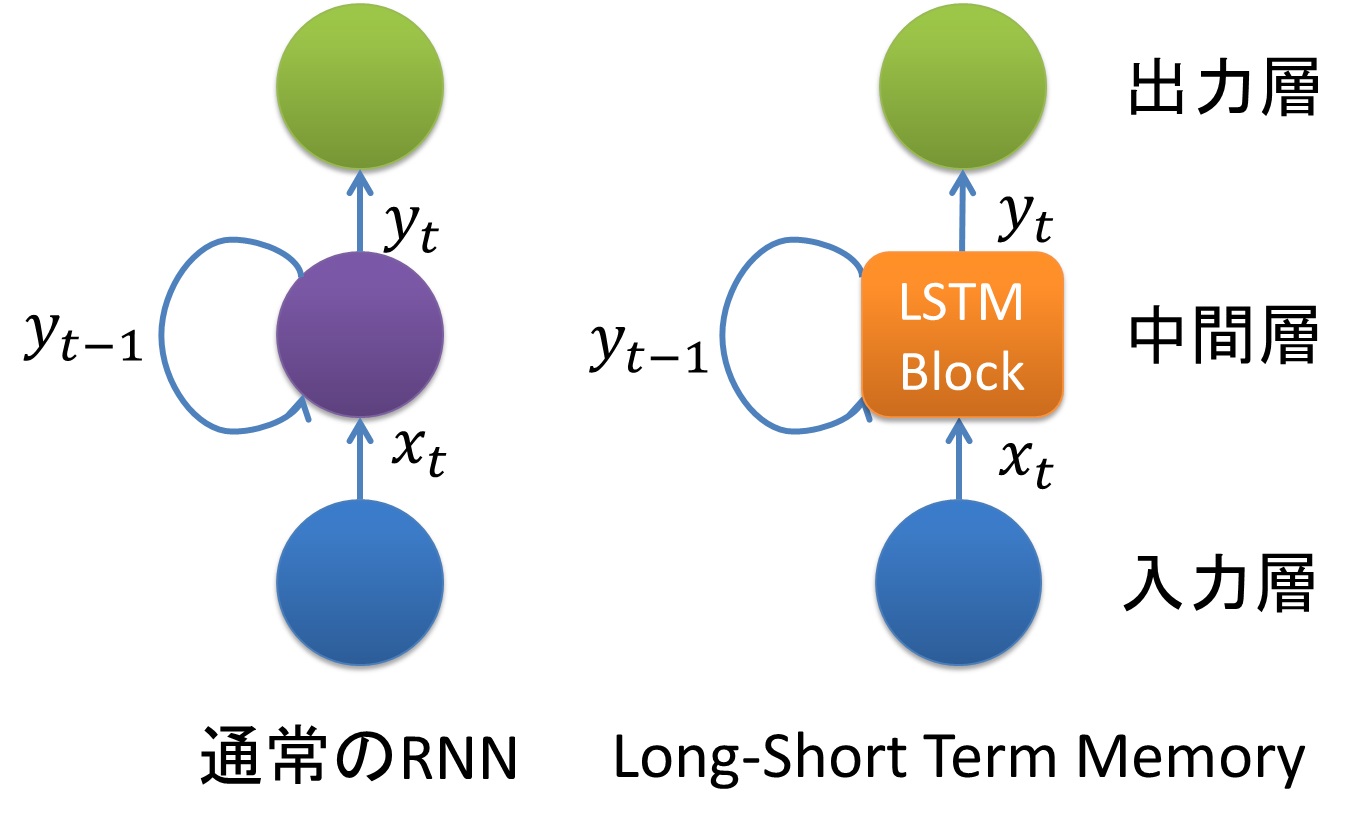 出力層
y_t
y_t
LSTM
Block
y_{t-1}
y_{t-1}
中間層
x_t
x_t
入力層
通常のRNN
Long-Short Term Memory